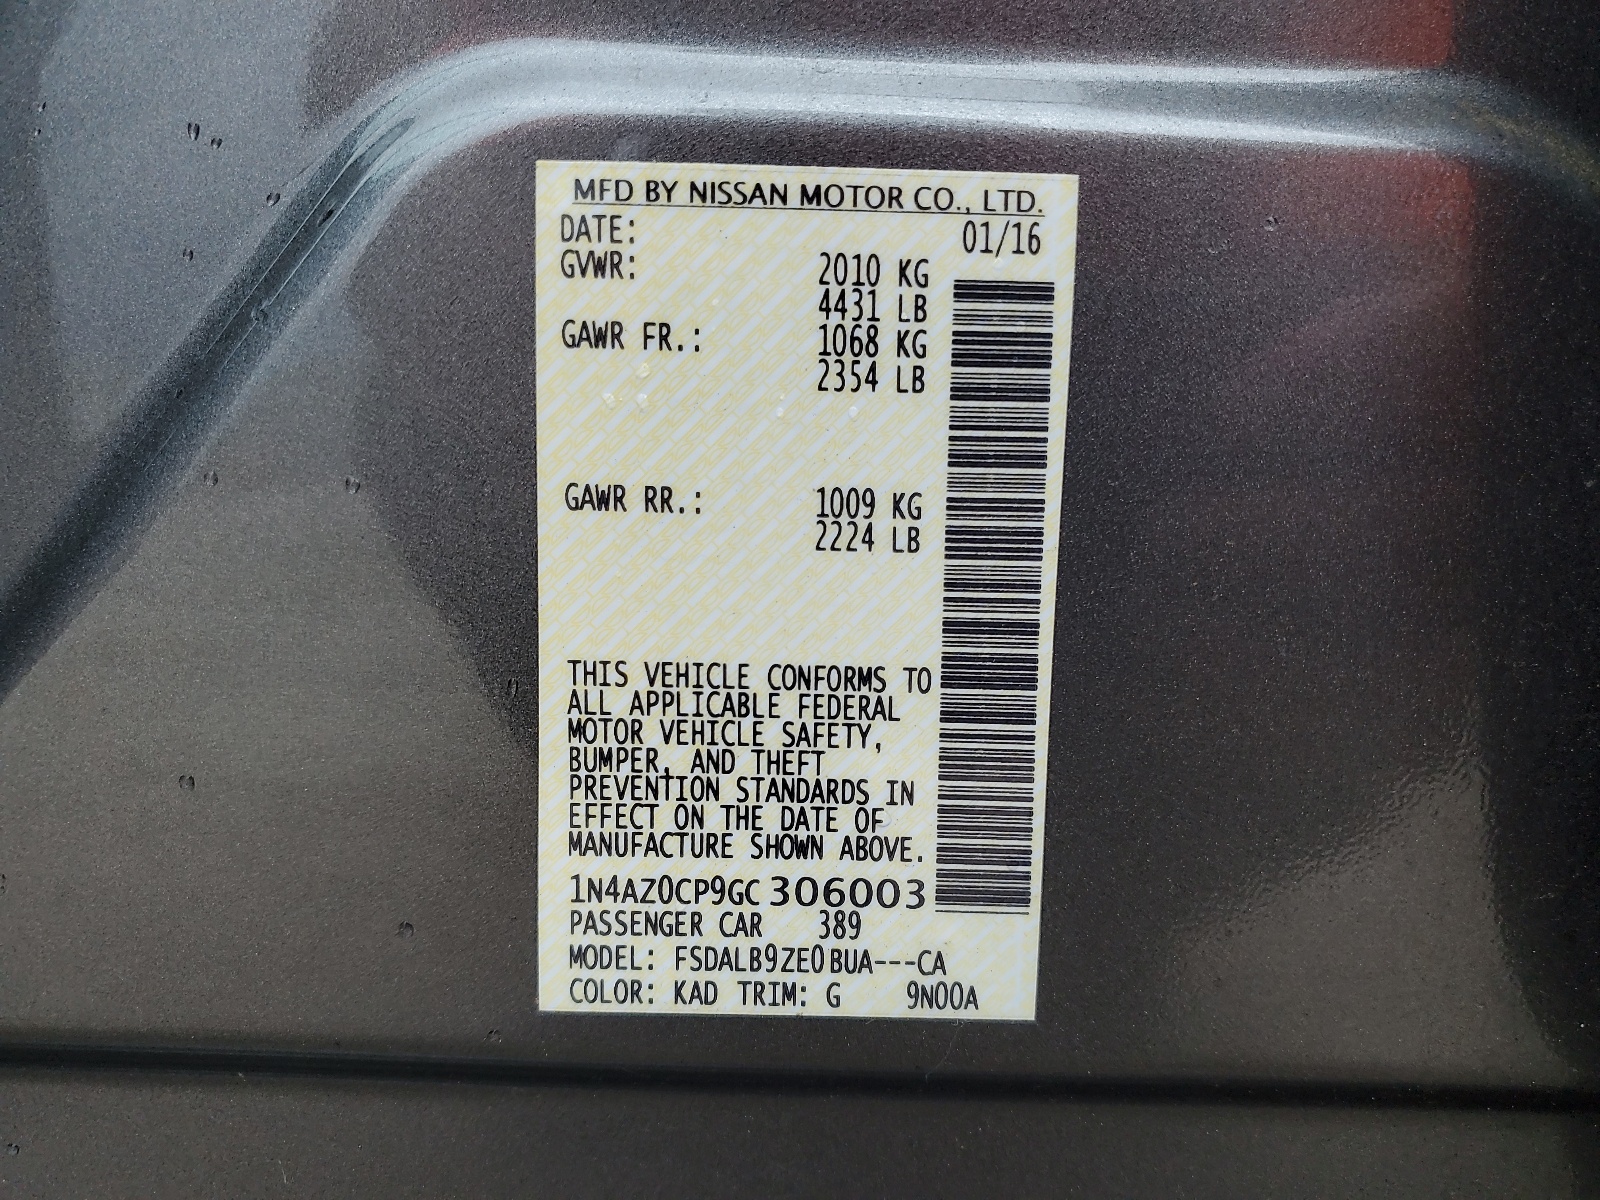 MFD BY NISSAN MOTOR CO., LTD.
DATE: 01/16
GVWR: 2010 KG
4431 LB
GAWR FR.: 1068 KG
2354 LB
GAWR RR.: 1009 KG
2224 LB
THIS VEHICLE CONFORMS TO
ALL APPLICABLE FEDERAL
MOTOR VEHICLE SAFETY,
BUMPER, AND THEFT
PREVENTION STANDARDS IN
EFFECT ON THE DATE OF
MANUFACTURE SHOWN ABOVE.
1N4AZ0CP9GC 306003
PASSENGER CAR 389
MODEL: FSDALB9ZE0BUA---CA
COLOR: KAD TRIM: G 9N00A